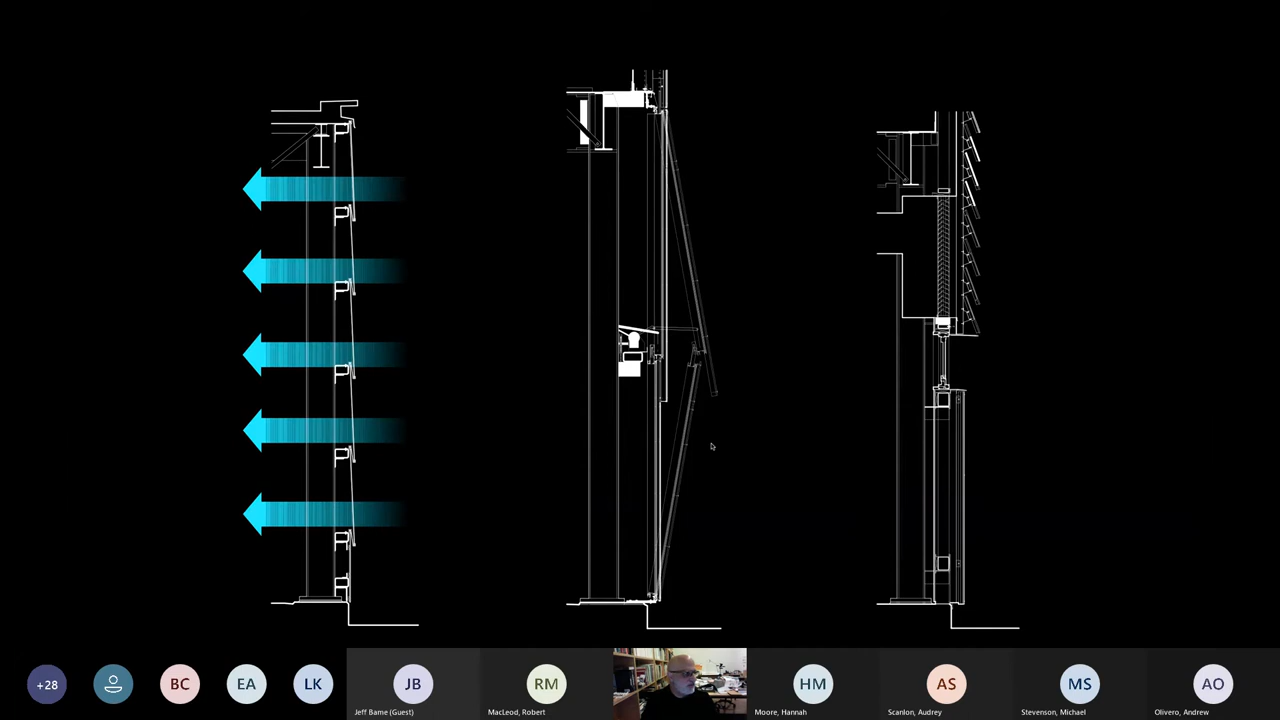 +28
BC
EA
LK
JB
RM
HM
AS
MS
AO
Jeff Bame (Guest)
MacLeod, Robert
Moore, Hannah
Scanlon, Audrey
Stevenson, Michael
Olivero, Andrew